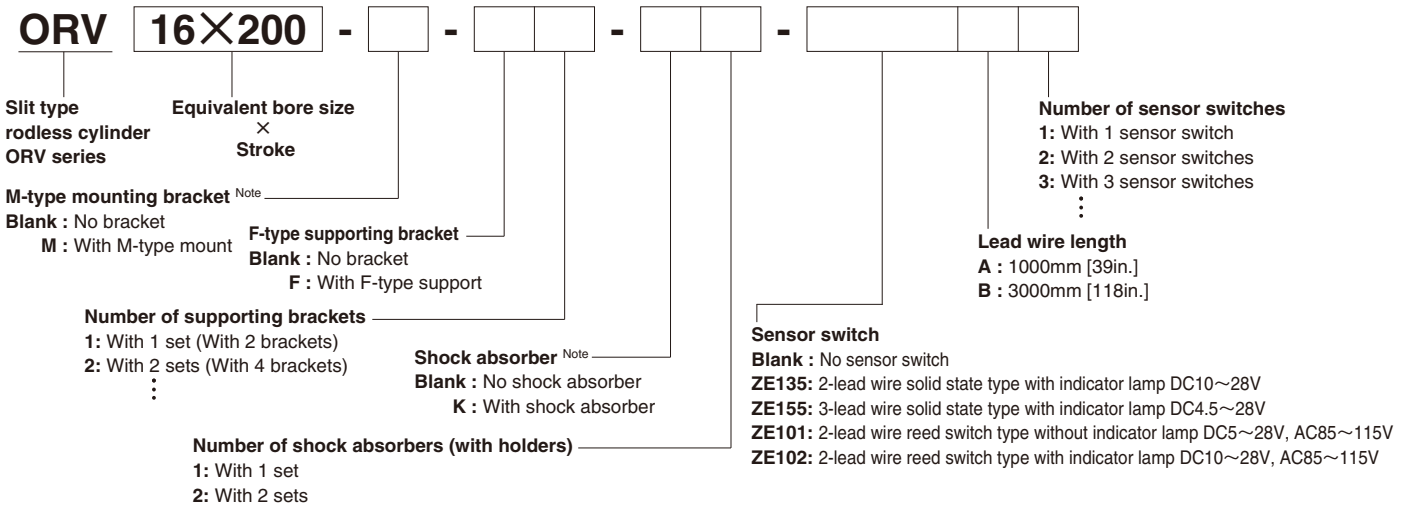 ORV 16×200 - - - -
Slit type
rodless cylinder
ORV series
Equivalent bore size
×
Stroke
M-type mounting bracket Note
Blank : No bracket
M : With M-type mount
F-type supporting bracket
Blank : No bracket
F : With F-type support
Number of supporting brackets
1: With 1 set (With 2 brackets)
2: With 2 sets (With 4 brackets)
⋮
Shock absorber Note
Blank : No shock absorber
K : With shock absorber
Number of shock absorbers (with holders)
1: With 1 set
2: With 2 sets
Sensor switch
Blank : No sensor switch
ZE135: 2-lead wire solid state type with indicator lamp DC10～28V
ZE155: 3-lead wire solid state type with indicator lamp DC4.5～28V
ZE101: 2-lead wire reed switch type without indicator lamp DC5～28V, AC85～115V
ZE102: 2-lead wire reed switch type with indicator lamp DC10～28V, AC85～115V
Lead wire length
A : 1000mm [39in.]
B : 3000mm [118in.]
Number of sensor switches
1: With 1 sensor switch
2: With 2 sensor switches
3: With 3 sensor switches
⋮